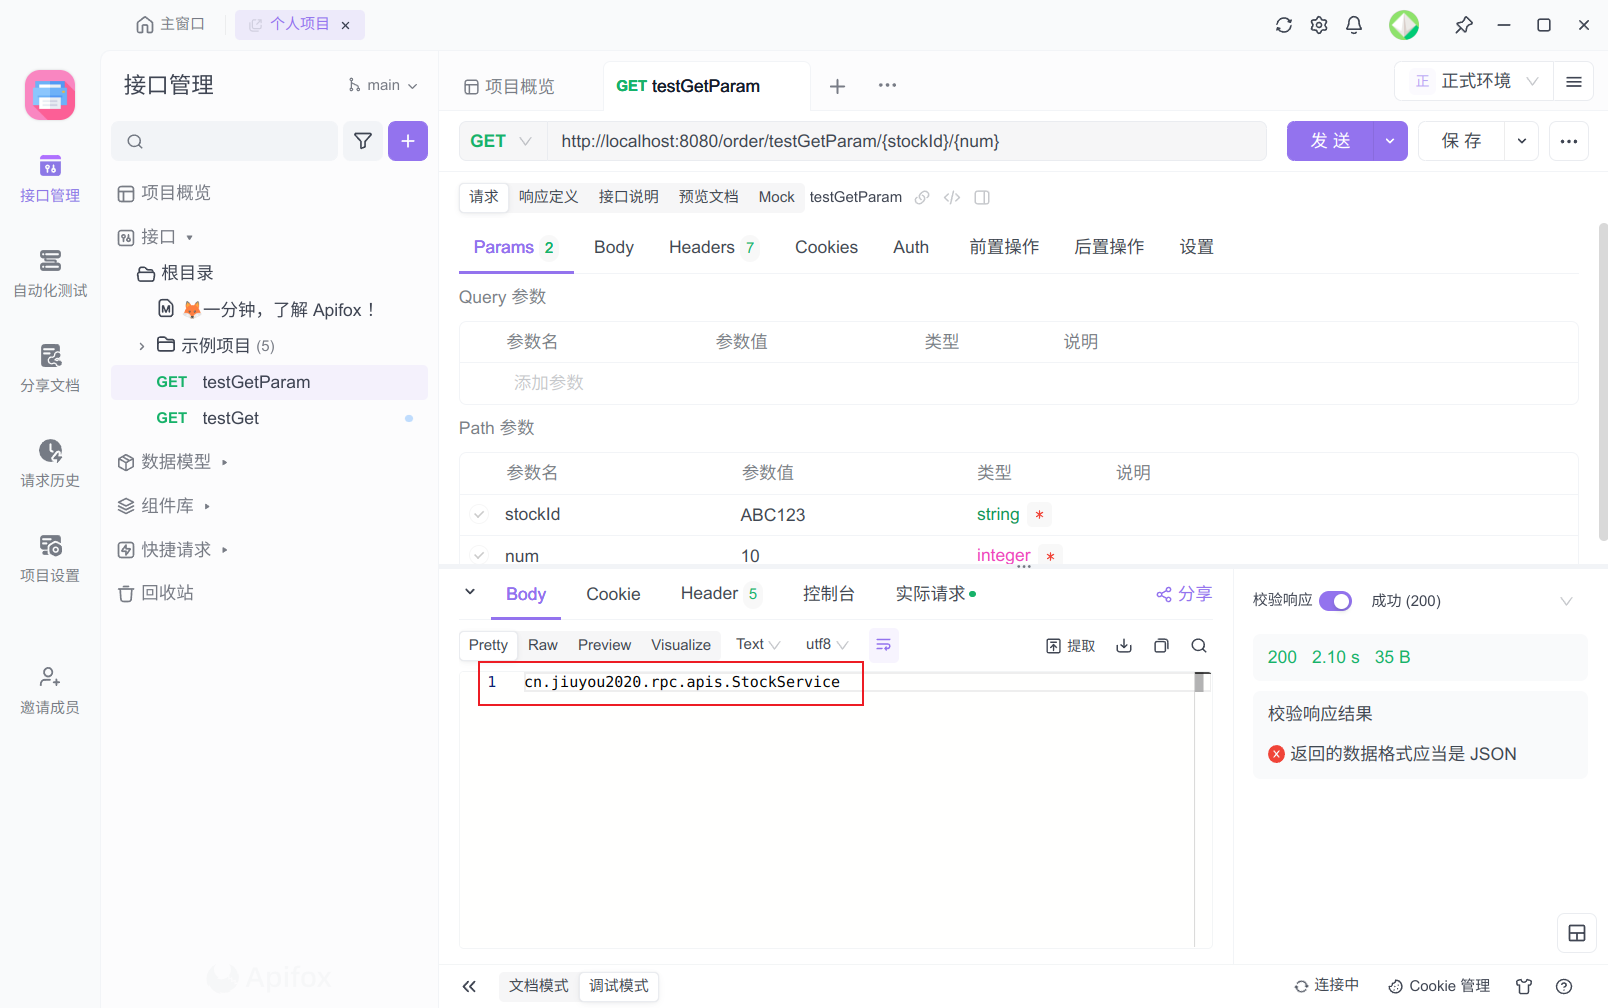 主窗口
个人项目
接口管理
自动化测试
分享文档
请求历史
项目设置
邀请成员
接口管理
main
项目概览
接口
根目录
🦊一分钟，了解 Apifox！
示例项目 (5)
GET testGetParam
GET testGet
数据模型
组件库
快捷请求
回收站
Apifox
项目概览
GET testGetParam
正 正式环境
GET http://localhost:8080/order/testGetParam/{stockId}/{num}
发 送
保 存
请求 响应定义 接口说明 预览文档 Mock testGetParam
Params 2 Body Headers 7 Cookies Auth 前置操作 后置操作 设置
Query 参数
参数名 参数值 类型 说明
添加参数
Path 参数
参数名 参数值 类型 说明
stockId ABC123 string *
num 10 integer *
Body Cookie Header 5 控制台 实际请求 分享
Pretty Raw Preview Visualize Text utf8 提取
1 cn.jiuyou2020.rpc.apis.StockService
校验响应 成功 (200)
200 2.10 s 35 B
校验响应结果
返回的数据格式应当是 JSON
文档模式 调试模式
连接中 Cookie 管理